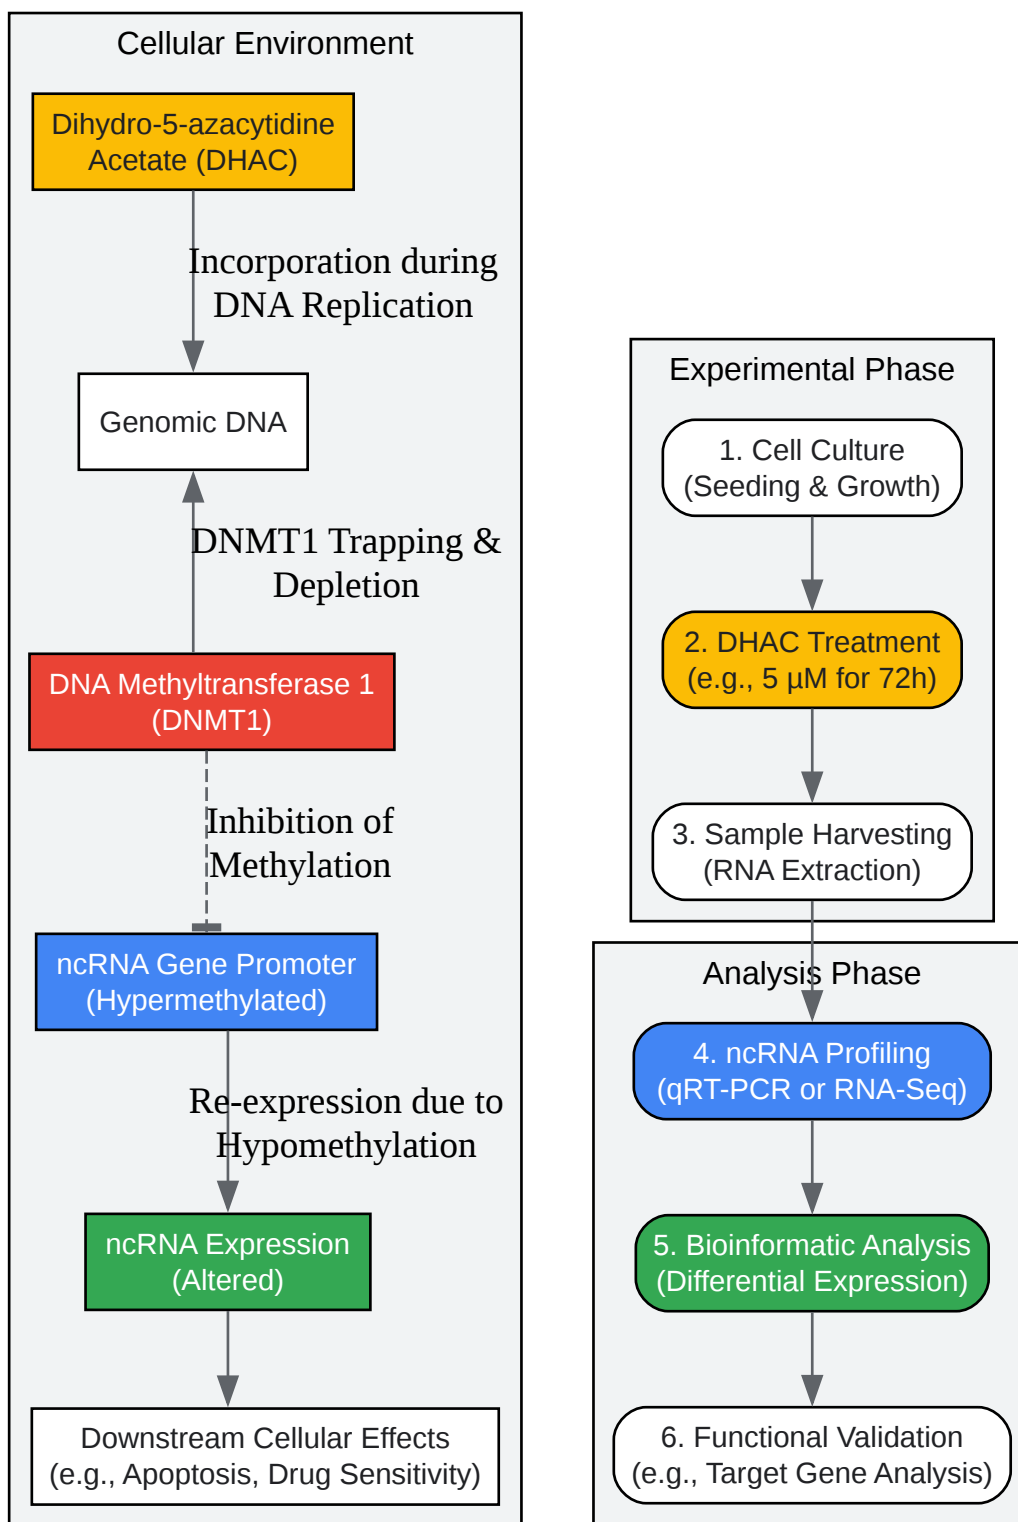 Cellular Environment
Dihydro-5-azacytidine
Acetate (DHAC)
Incorporation during
DNA Replication
Genomic DNA
DNMT1 Trapping &
Depletion
DNA Methyltransferase 1
(DNMT1)
Inhibition of
Methylation
ncRNA Gene Promoter
(Hypermethylated)
Re-expression due to
Hypomethylation
ncRNA Expression
(Altered)
Downstream Cellular Effects
(e.g., Apoptosis, Drug Sensitivity)
Experimental Phase
1. Cell Culture
(Seeding & Growth)
2. DHAC Treatment
(e.g., 5 µM for 72h)
3. Sample Harvesting
(RNA Extraction)
Analysis Phase
4. ncRNA Profiling
(qRT-PCR or RNA-Seq)
5. Bioinformatic Analysis
(Differential Expression)
6. Functional Validation
(e.g., Target Gene Analysis)